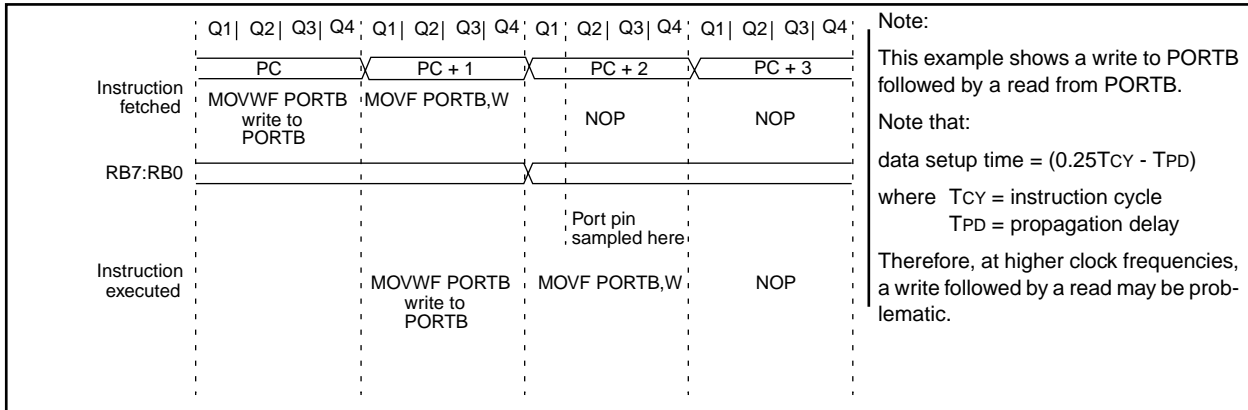 Q1| Q2| Q3| Q4 Q1| Q2| Q3| Q4 Q1 Q2| Q3| Q4 Q1| Q2| Q3| Q4
PC PC + 1 PC + 2 PC + 3
Instruction
fetched
MOVWF PORTB
write to
PORTB
MOVF PORTB,W
NOP
NOP
RB7:RB0
Port pin
sampled here
Instruction
executed
MOVWF PORTB
write to
PORTB
MOVF PORTB,W
NOP
Note:
This example shows a write to PORTB
followed by a read from PORTB.
Note that:
data setup time = (0.25TCY - TPD)
where TCY = instruction cycle
TPD = propagation delay
Therefore, at higher clock frequencies,
a write followed by a read may be prob-
lematic.